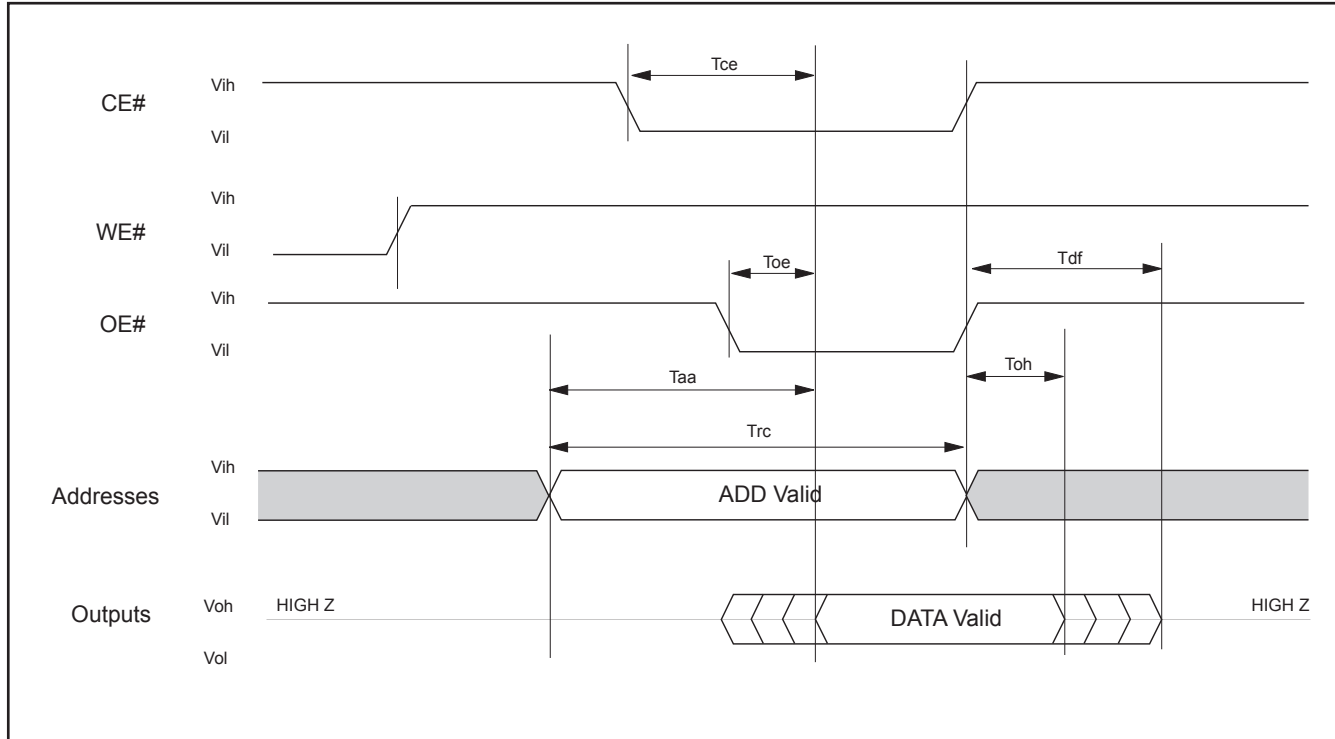 Tce
Vih
CE#
Vil
Vih
WE#
Vil
Toe
Tdf
Vih
OE#
Vil
Taa
Toh
Trc
Vih
Addresses
ADD Valid
Vil
Voh
HIGH Z
HIGH Z
Outputs
DATA Valid
Vol